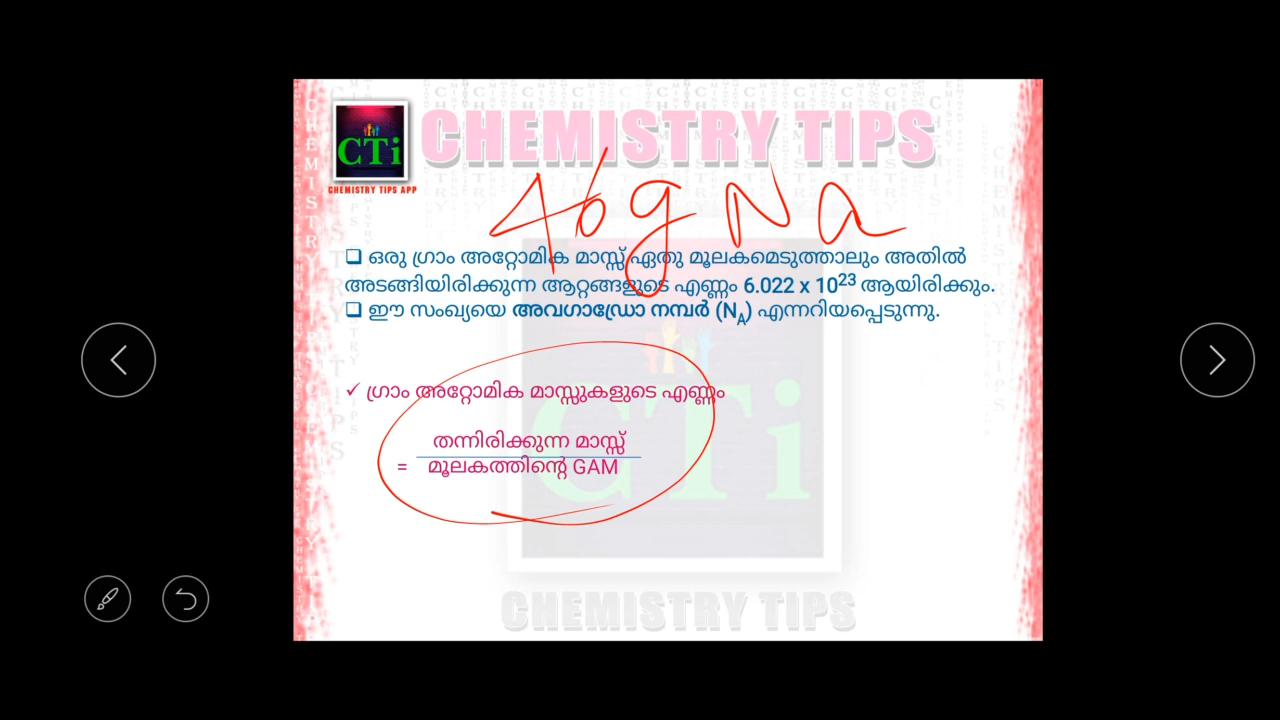 CHEMISTRY TIPS
CTi
CHEMISTRY TIPS APP
46g Na
❑ ഒരു ഗ്രാം അറ്റോമിക മാസ്സ് ഏതു മൂലകമെടുത്താലും അതിൽ
അടങ്ങിയിരിക്കുന്ന ആറ്റങ്ങളുടെ എണ്ണം 6.022 x 10²³ ആയിരിക്കും.
❑ ഈ സംഖ്യയെ അവഗാഡ്രോ നമ്പർ (N_A) എന്നറിയപ്പെടുന്നു.
✓ ഗ്രാം അറ്റോമിക മാസ്സുകളുടെ എണ്ണം
തന്നിരിക്കുന്ന മാസ്സ്
= മൂലകത്തിന്റെ GAM
CTi
CHEMISTRY TIPS